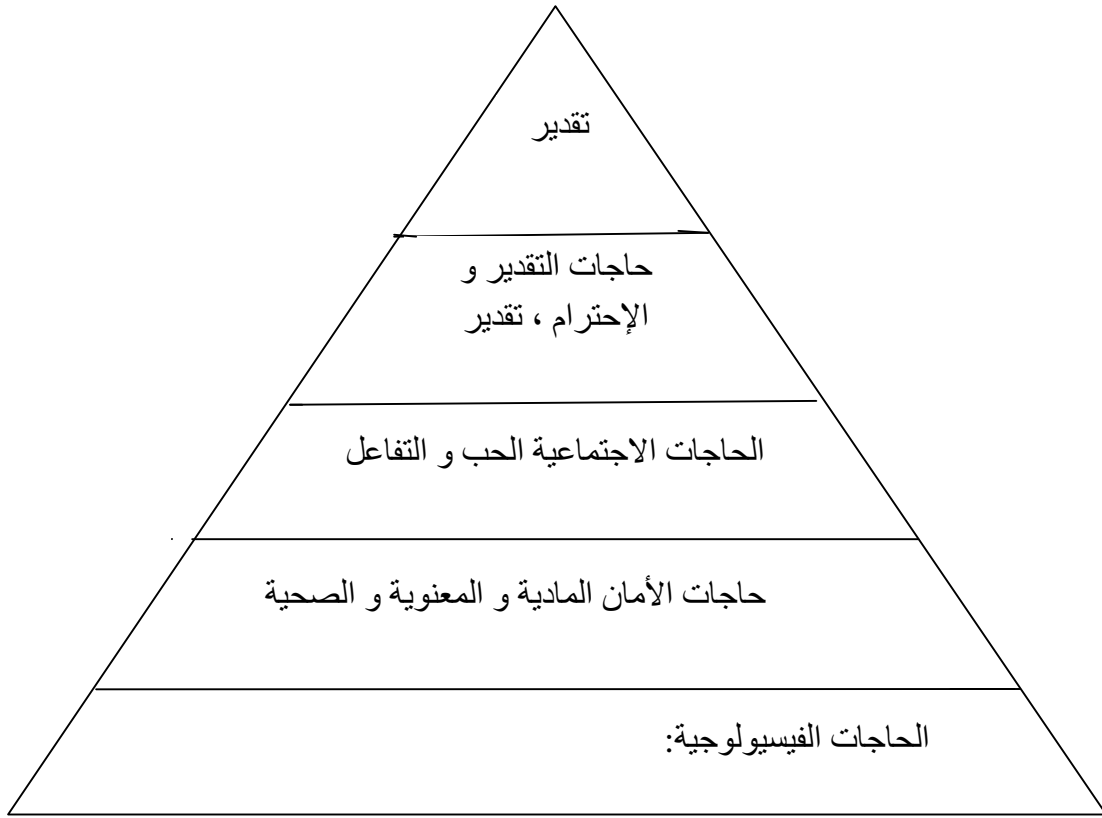 تقدير
حاجات التقدير و
الإحترام ، تقدير
الحاجات الاجتماعية الحب و التفاعل
حاجات الأمان المادية و المعنوية و الصحية
الحاجات الفيسيولوجية: